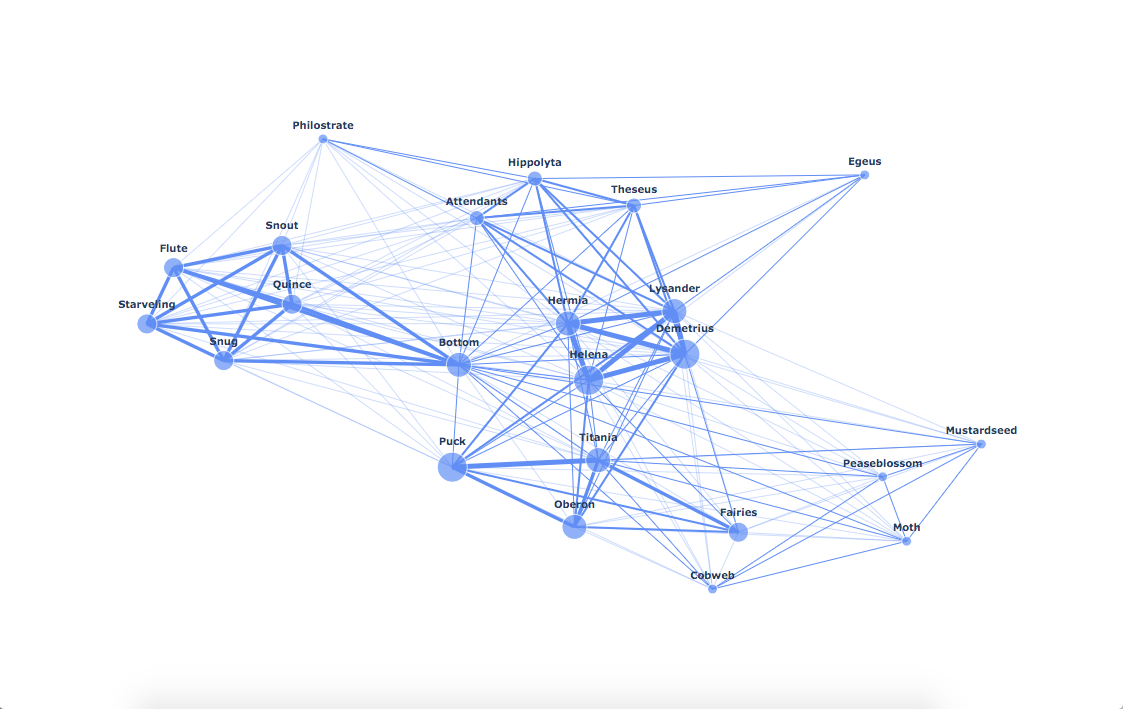 Philostrate
Hippolyta
Egeus
Theseus
Attendants
Snout
Flute
Quince
Starveling
Lysander
Hermia
Demetrius
Snug
Bottom
Helena
Puck
Titania
Mustardseed
Peaseblossom
Oberon
Fairies
Moth
Cobweb